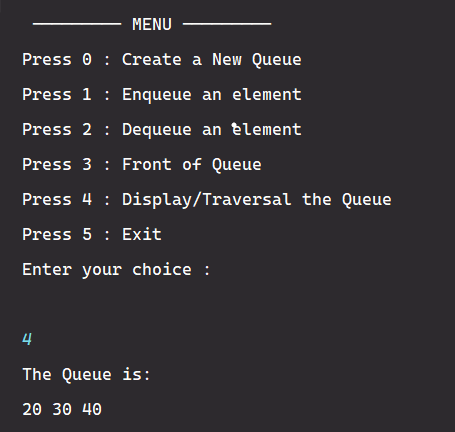 ————————— MENU —————————
Press 0 : Create a New Queue
Press 1 : Enqueue an element
Press 2 : Dequeue an element
Press 3 : Front of Queue
Press 4 : Display/Traversal the Queue
Press 5 : Exit
Enter your choice :
4
The Queue is:
20 30 40